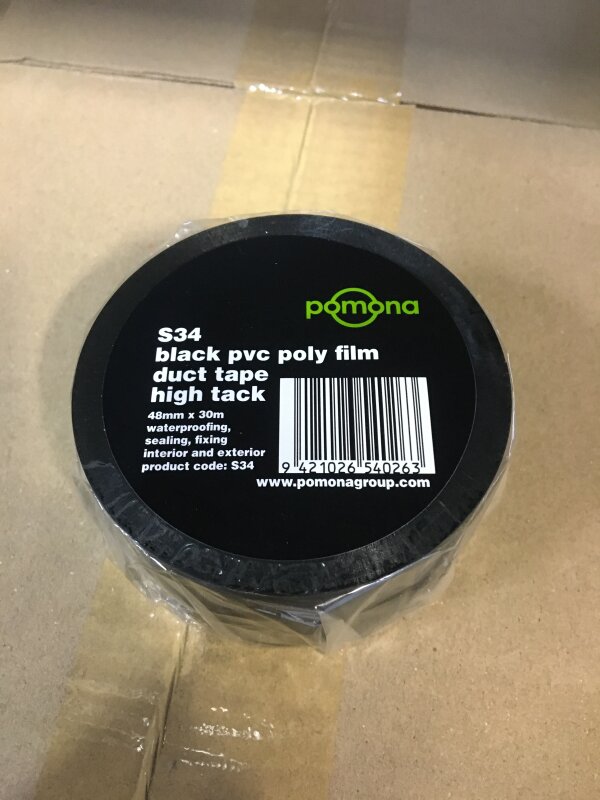 pomona
S34
black pvc poly film
duct tape
high tack
48mm x 30m
waterproofing,
sealing, fixing
interior and exterior
product code: S34
9 421026 540263
www.pomonagroup.com